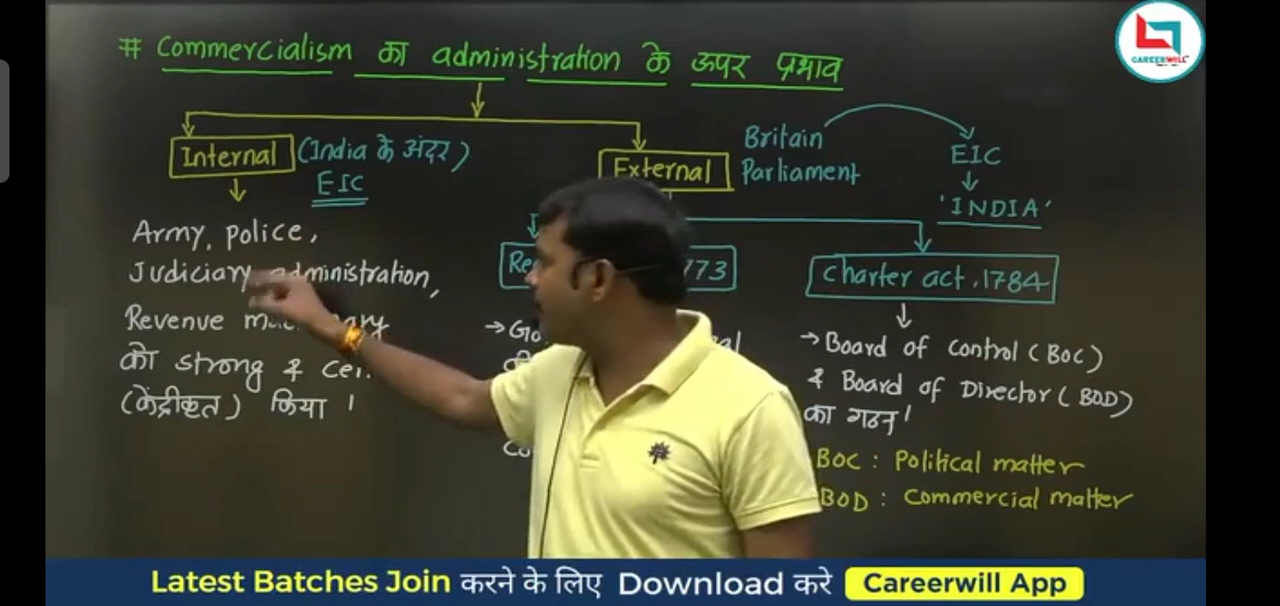 # Commercialism का administration के ऊपर प्रभाव
CAREERWILL
Internal (India के अंदर)
EIC
Army, police,
Judiciary administration,
Revenue
को strong &
(केंद्रीकृत) किया ।
External
Britain
Parliament
EIC
'INDIA'
charter act, 1784
→ Board of control (BOC)
& Board of Director (BOD)
का गठन ।
BOC : Political matter
BOD : Commercial matter
Latest Batches Join करने के लिए Download करे Careerwill App